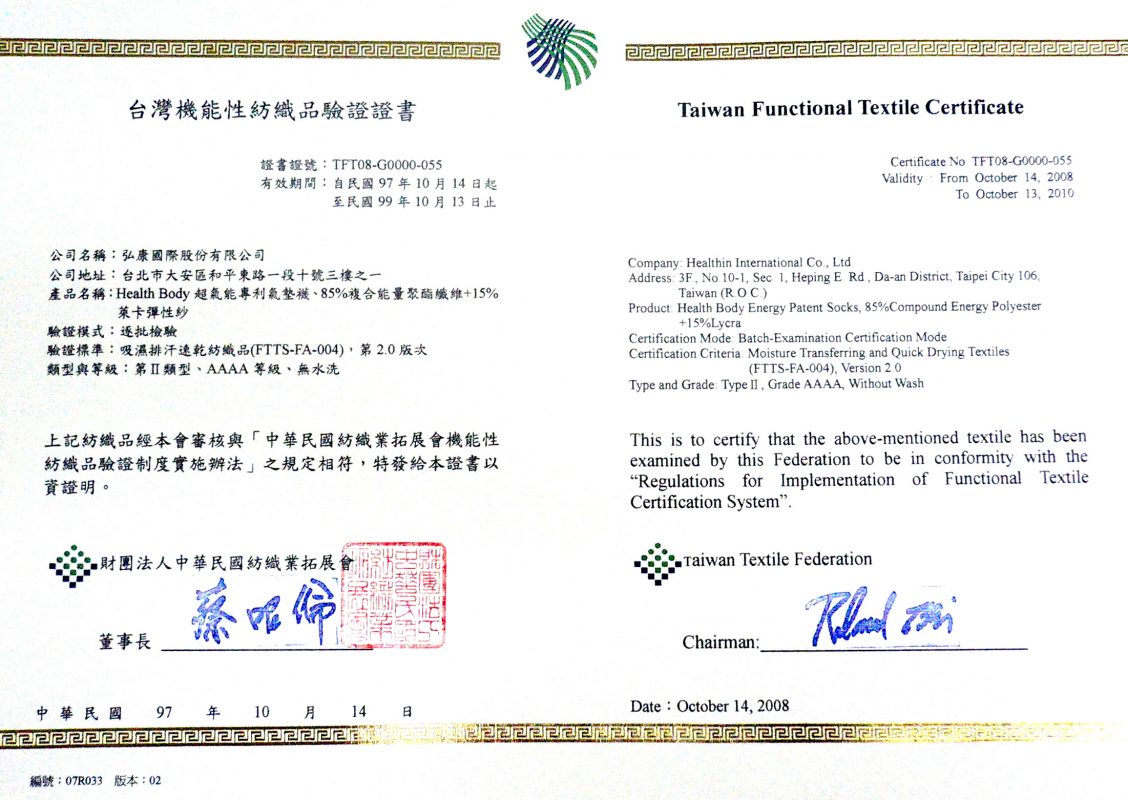 台灣機能性紡織品驗證證書
證書證號：TFT08-G0000-055
有效期間：自民國 97 年 10 月 14 日起
至民國 99 年 10 月 13 日止
公司名稱：弘康國際股份有限公司
公司地址：台北市大安區和平東路一段十號三樓之一
產品名稱：Health Body 超氧能專利氣墊襪、85%複合能量聚酯纖維+15%
萊卡彈性紗
驗證模式：逐批檢驗
驗證標準：吸濕排汗速乾紡織品(FTTS-FA-004)，第 2.0 版次
類型與等級：第Ⅱ類型、AAAA 等級、無水洗
上記紡織品經本會審核與「中華民國紡織業拓展會機能性
紡織品驗證制度實施辦法」之規定相符，特發給本證書以
資證明。
財團法人中華民國紡織業拓展會
蔡昭倫
董事長
中 華 民 國 97 年 10 月 14 日
編號：07R033 版本：02
Taiwan Functional Textile Certificate
Certificate No TFT08-G0000-055
Validity : From October 14, 2008
To October 13, 2010
Company: Healthin International Co., Ltd
Address: 3F., No 10-1, Sec 1, Heping E Rd., Da-an District, Taipei City 106,
Taiwan (R O C )
Product: Health Body Energy Patent Socks, 85%Compound Energy Polyester
+15%Lycra
Certification Mode: Batch-Examination Certification Mode
Certification Criteria: Moisture Transferring and Quick Drying Textiles
(FTTS-FA-004), Version 2 0
Type and Grade: Type Ⅱ, Grade AAAA, Without Wash
This is to certify that the above-mentioned textile has been
examined by this Federation to be in conformity with the
“Regulations for Implementation of Functional Textile
Certification System”.
Taiwan Textile Federation
Chairman:
Date：October 14, 2008